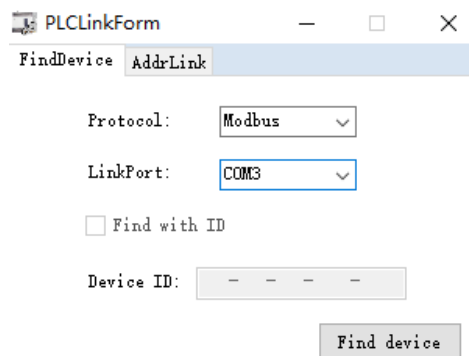 PLCLinkForm
FindDevice AddrLink
Protocol: Modbus
LinkPort: COM3
Find with ID
Device ID: - - - -
Find device